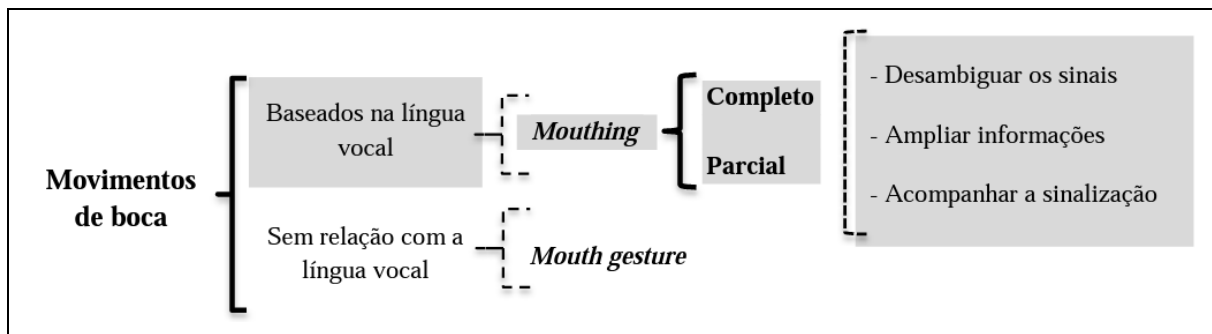 Movimentos
de boca
Baseados na língua
vocal
Mouthing
Completo
Parcial
- Desambiguar os sinais
- Ampliar informações
- Acompanhar a sinalização
Sem relação com a
língua vocal
Mouth gesture